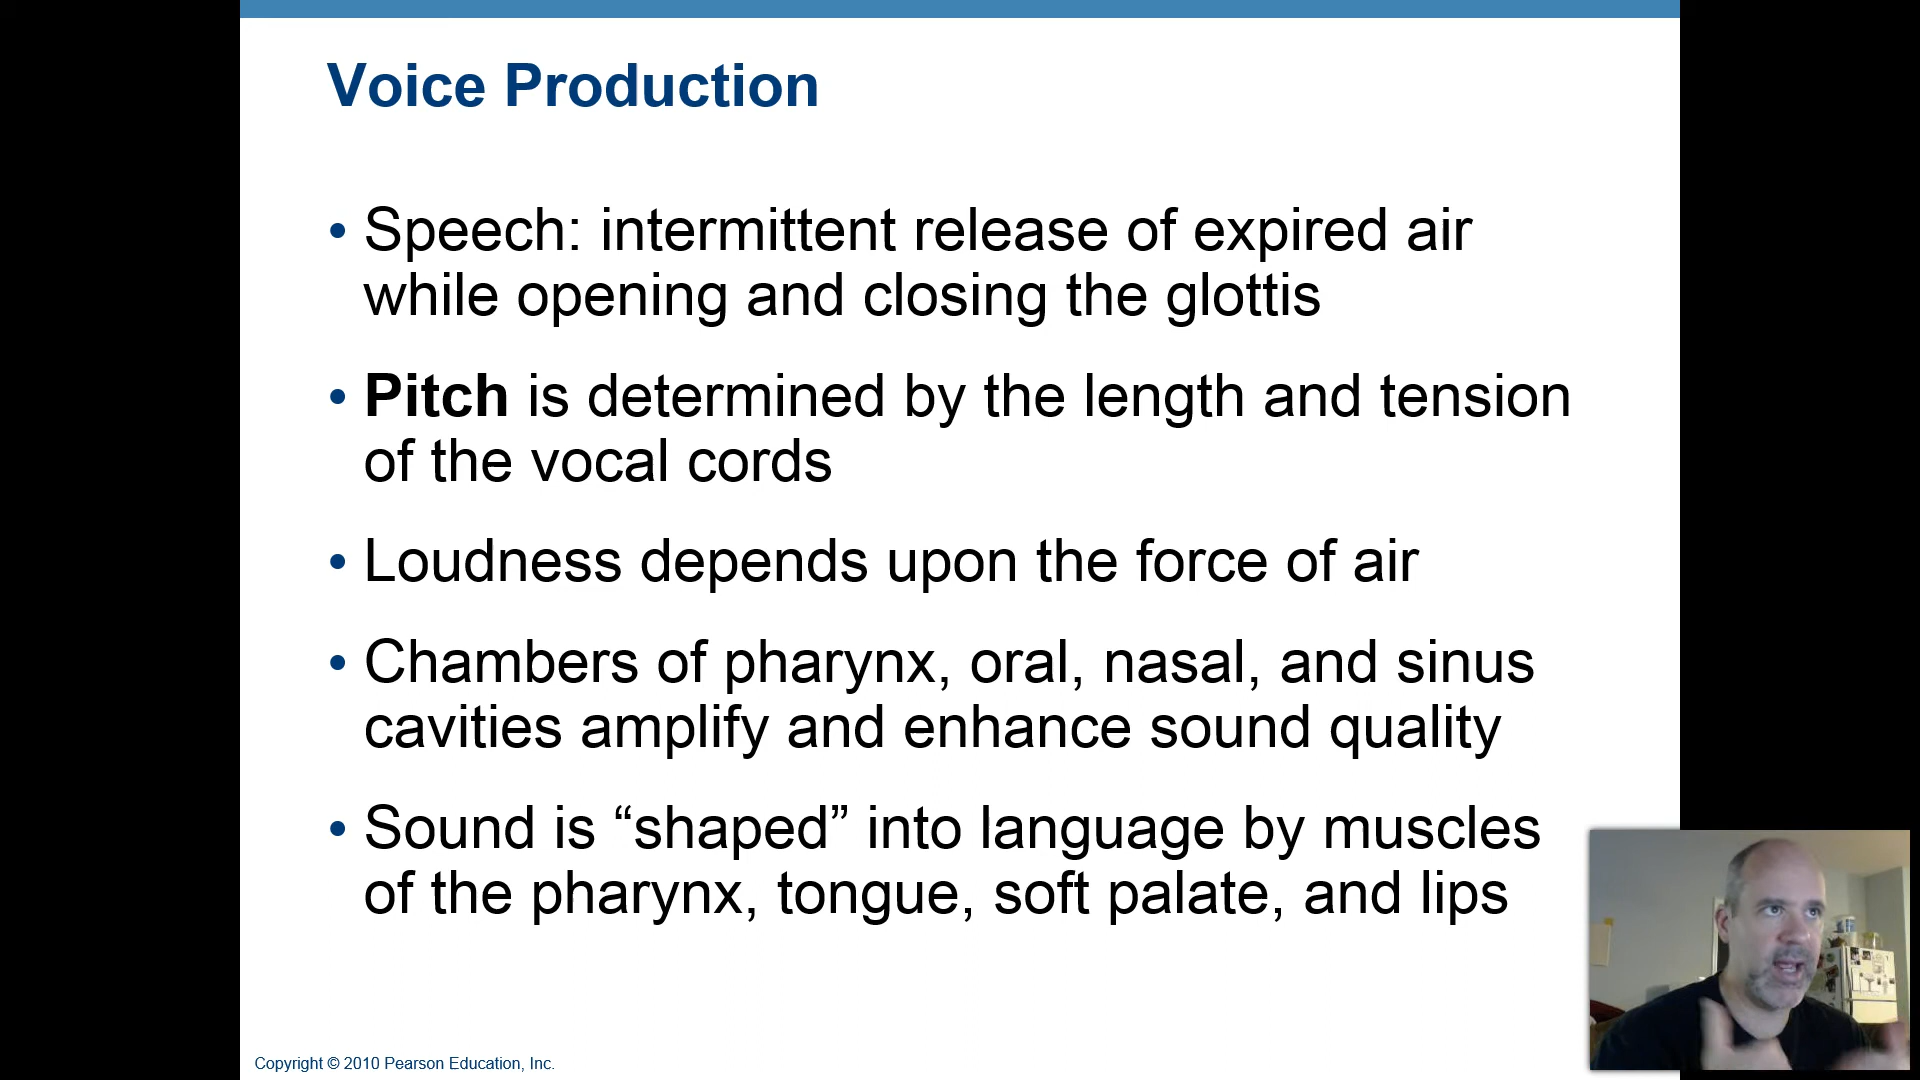 Voice Production
• Speech: intermittent release of expired air
while opening and closing the glottis
• Pitch is determined by the length and tension
of the vocal cords
• Loudness depends upon the force of air
• Chambers of pharynx, oral, nasal, and sinus
cavities amplify and enhance sound quality
• Sound is “shaped” into language by muscles
of the pharynx, tongue, soft palate, and lips
Copyright © 2010 Pearson Education, Inc.